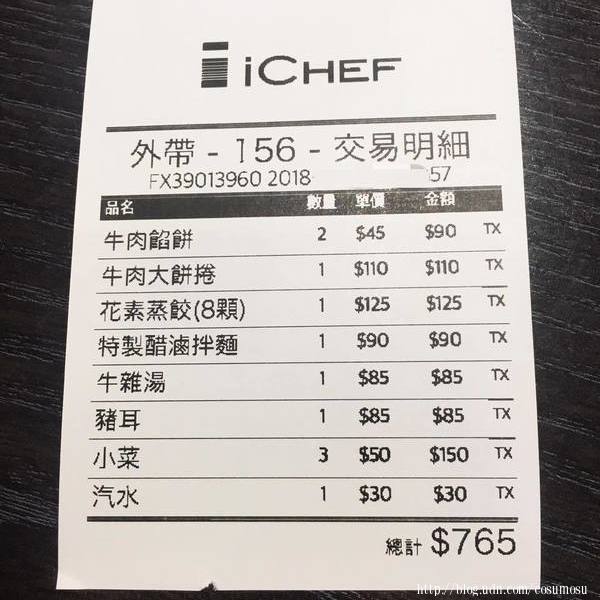 iCHEF
外帶 - 156 - 交易明細
FX39013960 2018 57
品名 數量 單價 金額
牛肉餡餅 2 $45 $90 TX
牛肉大餅捲 1 $110 $110 TX
花素蒸餃(8顆) 1 $125 $125 TX
特製醋滷拌麵 1 $90 $90 TX
牛雜湯 1 $85 $85 TX
豬耳 1 $85 $85 TX
小菜 3 $50 $150 TX
汽水 1 $30 $30 TX
總計 $765
http://blog.udn.com/cosumosu